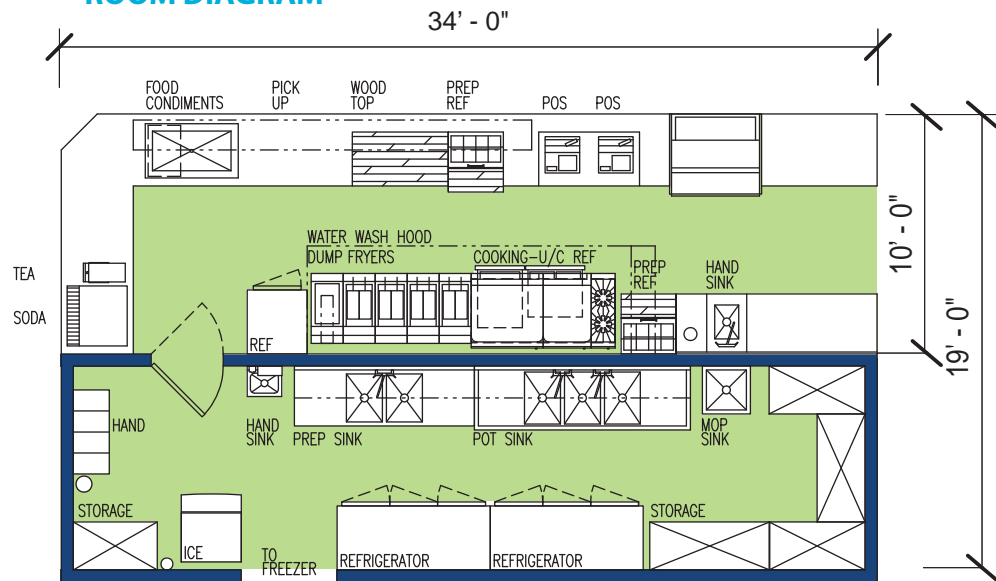 ROOM DIAGRAM
34' - 0"
FOOD
CONDIMENTS
PICK
UP
WOOD
TOP
PREP
REF
POS
POS
WATER WASH HOOD
DUMP FRYERS
COOKING-U/C REF
PREP
REF
HAND
SINK
10' - 0"
19' - 0"
TEA
SODA
REF
HAND
HAND
SINK
PREP SINK
POT SINK
MOP
SINK
STORAGE
ICE
TO
FREEZER
REFRIGERATOR
REFRIGERATOR
STORAGE